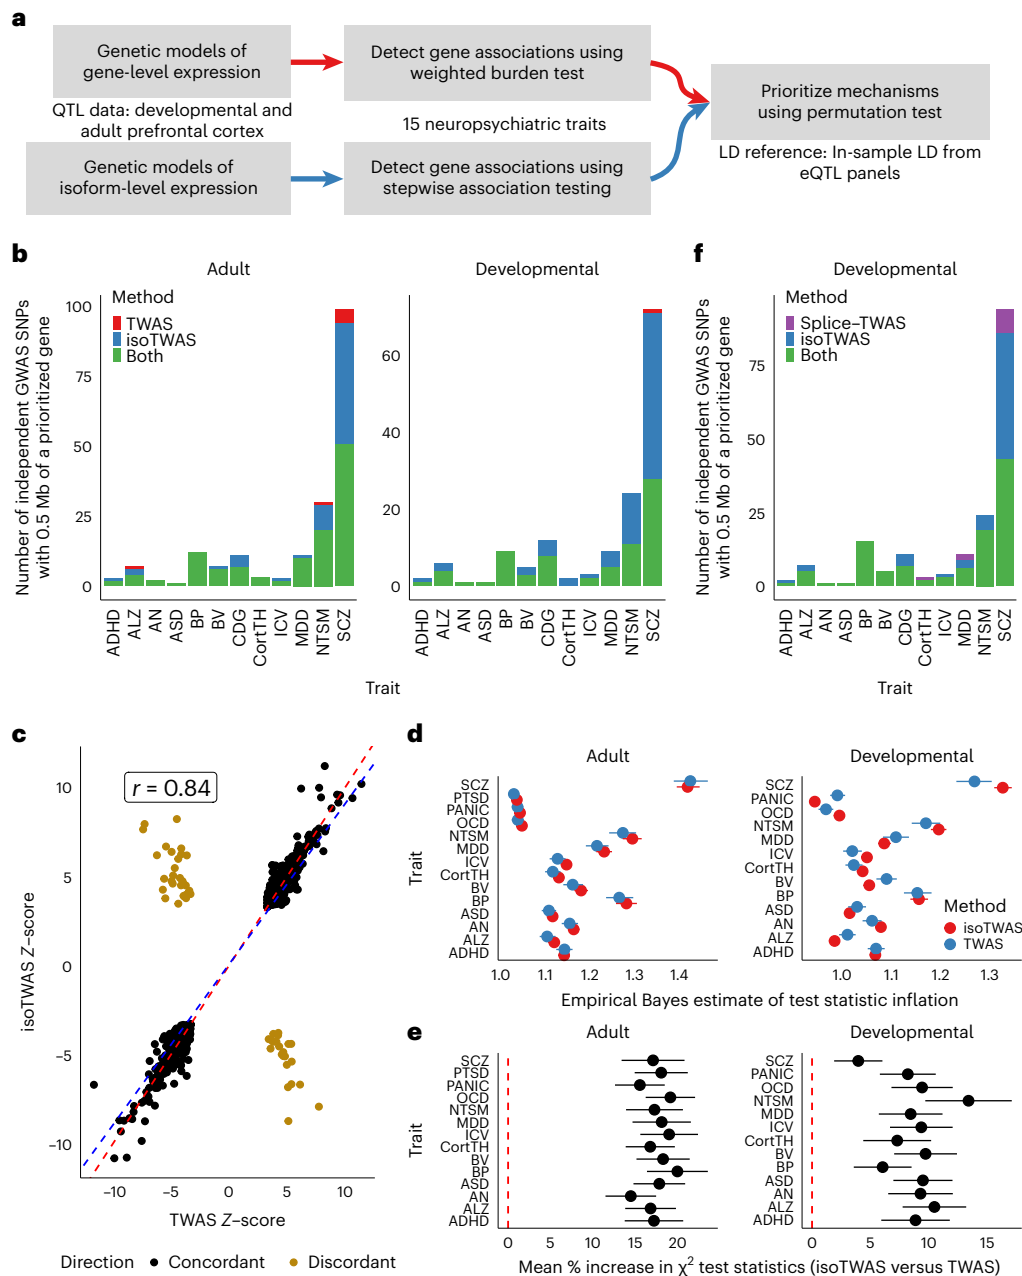 a
Genetic models of
gene-level expression
Detect gene associations using
weighted burden test
Prioritize mechanisms
using permutation test
QTL data: developmental and
adult prefrontal cortex
15 neuropsychiatric traits
Genetic models of
isoform-level expression
Detect gene associations using
stepwise association testing
LD reference: In-sample LD from
eQTL panels
b
Adult
Number of independent GWAS SNPs
with 0.5 Mb of a prioritized gene
100
75
50
25
0
Method
TWAS
isoTWAS
Both
ADHD
ALZ
AN
ASD
BP
BV
CDG
CortTH
ICV
MDD
NTSM
SCZ
Developmental
60
40
20
0
ADHD
ALZ
AN
ASD
BP
BV
CDG
CortTH
ICV
MDD
NTSM
SCZ
Trait
f
Developmental
Number of independent GWAS SNPs
with 0.5 Mb of a prioritized gene
75
50
25
0
Method
Splice–TWAS
isoTWAS
Both
ADHD
ALZ
AN
ASD
BP
BV
CDG
CortTH
ICV
MDD
NTSM
SCZ
Trait
c
r = 0.84
isoTWAS Z–score
10
5
0
−5
−10
−10
−5
0
5
10
TWAS Z–score
Direction
Concordant
Discordant
d
Adult
Trait
SCZ
PTSD
PANIC
OCD
NTSM
MDD
ICV
CortTH
BV
BP
ASD
AN
ALZ
ADHD
1.0
1.1
1.2
1.3
1.4
Developmental
SCZ
PANIC
OCD
NTSM
MDD
ICV
CortTH
BV
BP
ASD
AN
ALZ
ADHD
Method
isoTWAS
TWAS
1.0
1.1
1.2
1.3
Empirical Bayes estimate of test statistic inflation
e
Adult
Trait
SCZ
PTSD
PANIC
OCD
NTSM
MDD
ICV
CortTH
BV
BP
ASD
AN
ALZ
ADHD
0
5
10
15
20
Developmental
SCZ
PANIC
OCD
NTSM
MDD
ICV
CortTH
BV
BP
ASD
AN
ALZ
ADHD
0
5
10
15
Mean % increase in χ² test statistics (isoTWAS versus TWAS)